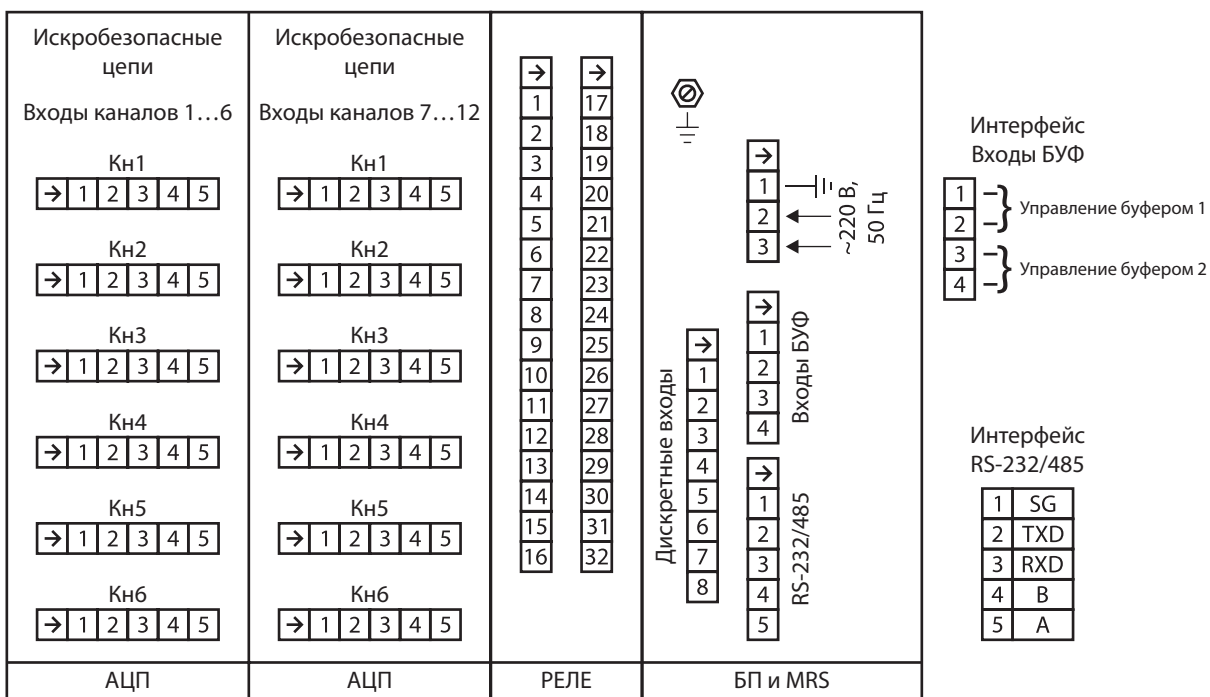 Искробезопасные
цепи
Входы каналов 1…6
Кн1
→ 1 2 3 4 5
Кн2
→ 1 2 3 4 5
Кн3
→ 1 2 3 4 5
Кн4
→ 1 2 3 4 5
Кн5
→ 1 2 3 4 5
Кн6
→ 1 2 3 4 5
АЦП
Искробезопасные
цепи
Входы каналов 7…12
Кн1
→ 1 2 3 4 5
Кн2
→ 1 2 3 4 5
Кн3
→ 1 2 3 4 5
Кн4
→ 1 2 3 4 5
Кн5
→ 1 2 3 4 5
Кн6
→ 1 2 3 4 5
АЦП
→ →
1 17
2 18
3 19
4 20
5 21
6 22
7 23
8 24
9 25
10 26
11 27
12 28
13 29
14 30
15 31
16 32
РЕЛЕ
→
1
2
3
~220 В,
50 Гц
Дискретные входы
→
1
2
3
4
5
6
7
8
→
1
2
3
4
Входы БУФ
→
1
2
3
4
5
RS-232/485
БП и MRS
Интерфейс
Входы БУФ
1
2
Управление буфером 1
3
4
Управление буфером 2
Интерфейс
RS-232/485
1 SG
2 TXD
3 RXD
4 B
5 A